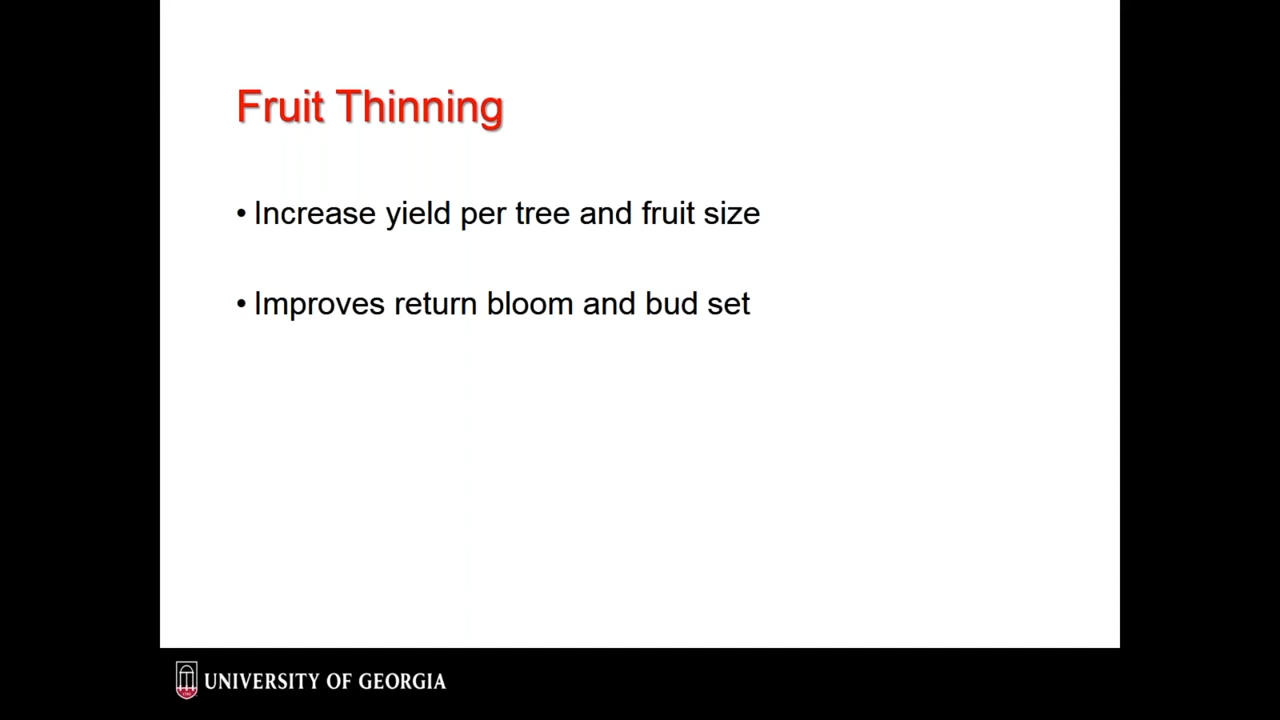 Fruit Thinning
• Increase yield per tree and fruit size
• Improves return bloom and bud set
UNIVERSITY OF GEORGIA